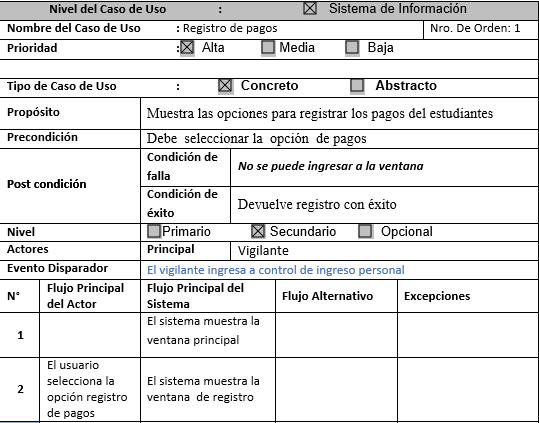 Nivel del Caso de Uso : ☒ Sistema de Información
Nombre del Caso de Uso : Registro de pagos Nro. De Orden: 1
Prioridad :☒ Alta ☐ Media ☐ Baja
Tipo de Caso de Uso : ☒ Concreto ☐ Abstracto
Propósito Muestra las opciones para registrar los pagos del estudiantes
Precondición Debe seleccionar la opción de pagos
Post condición
Condición de
falla
No se puede ingresar a la ventana
Condición de
éxito
Devuelve registro con éxito
Nivel ☐Primario ☒ Secundario ☐ Opcional
Actores Principal Vigilante
Evento Disparador El vigilante ingresa a control de ingreso personal
N°
Flujo Principal
del Actor
Flujo Principal del
Sistema
Flujo Alternativo
Excepciones
1
El sistema muestra la
ventana principal
2
El usuario
selecciona la
opción registro
de pagos
El sistema muestra la
ventana de registro